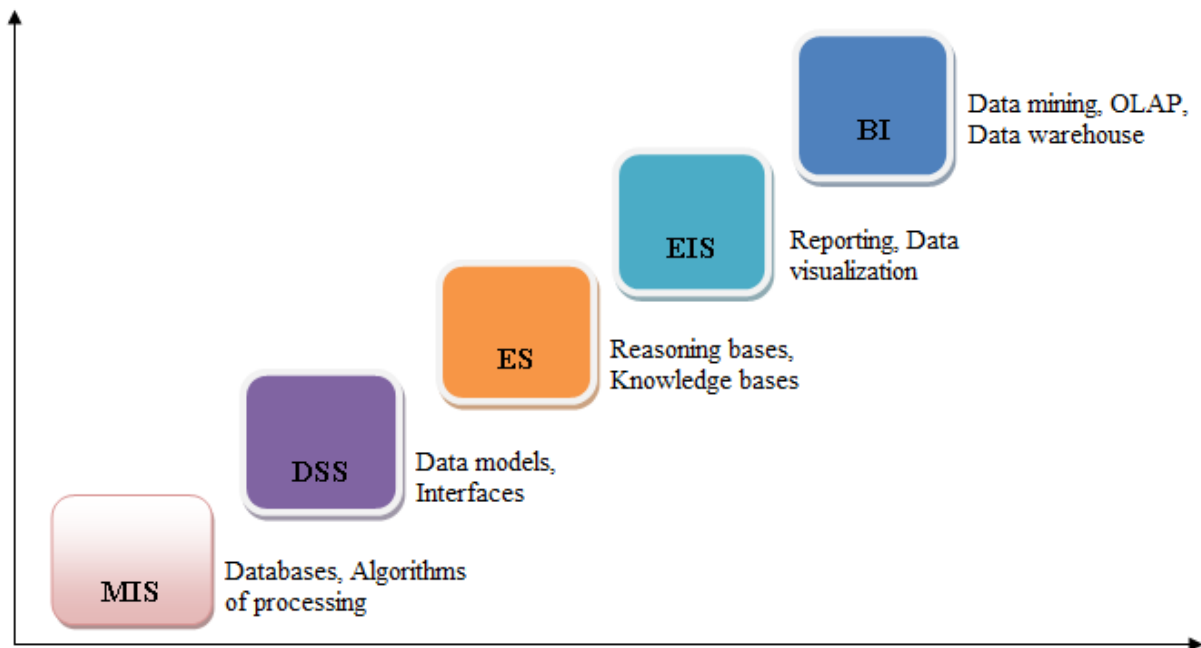 BI
Data mining, OLAP,
Data warehouse
EIS
Reporting, Data
visualization
ES
Reasoning bases,
Knowledge bases
DSS
Data models,
Interfaces
MIS
Databases, Algorithms
of processing